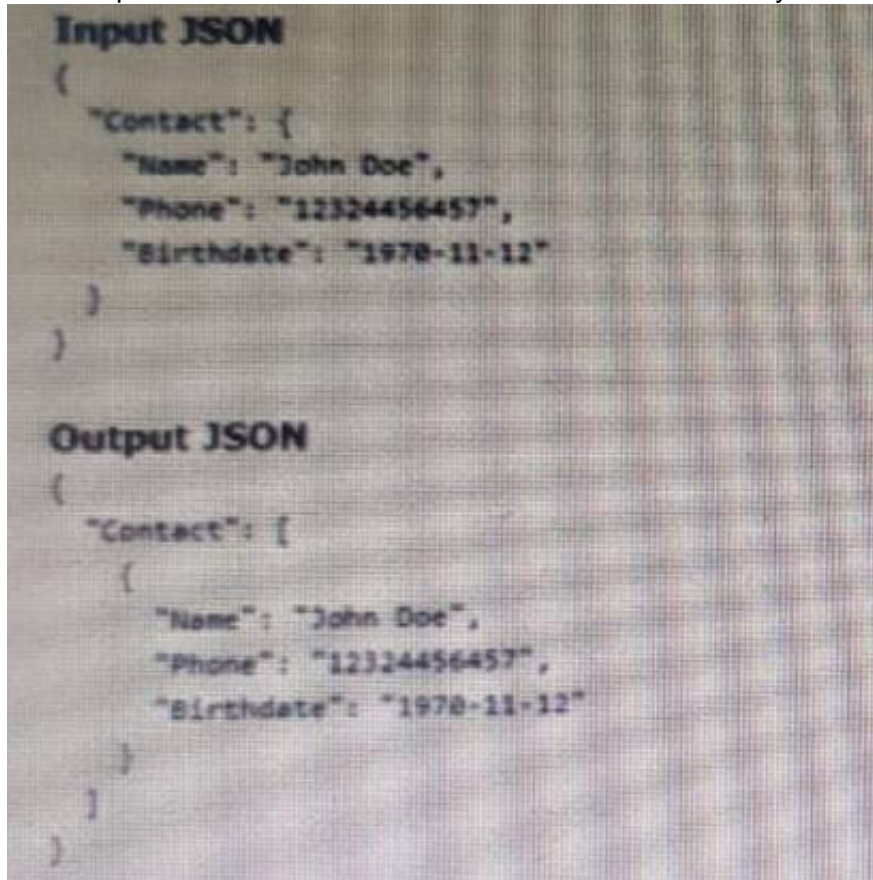 Input JSON
{
"Contact": {
"Name": "John Doe",
"Phone": "12324456457",
"Birthdate": "1970-11-12"
}
}
Output JSON
{
"Contact": [
{
"Name": "John Doe",
"Phone": "12324456457",
"Birthdate": "1970-11-12"
}
]
}